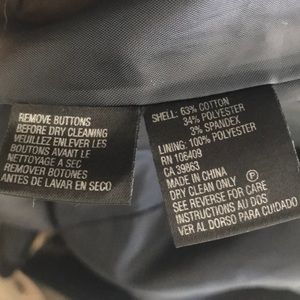 REMOVE BUTTONS
BEFORE DRY CLEANING
VEUILLEZ ENLEVER LES
BOUTONS AVANT LE
NETTOYAGE A SEC
REMOVER BOTONES
ANTES DE LAVAR EN SECO
SHELL: 63% COTTON
34% POLYESTER
3% SPANDEX
LINING: 100% POLYESTER
RN 106409
CA 39863
MADE IN CHINA
DRY CLEAN ONLY
SEE REVERSE FOR CARE
INSTRUCTIONS AU DOS
VER AL DORSO PARA CUIDADO